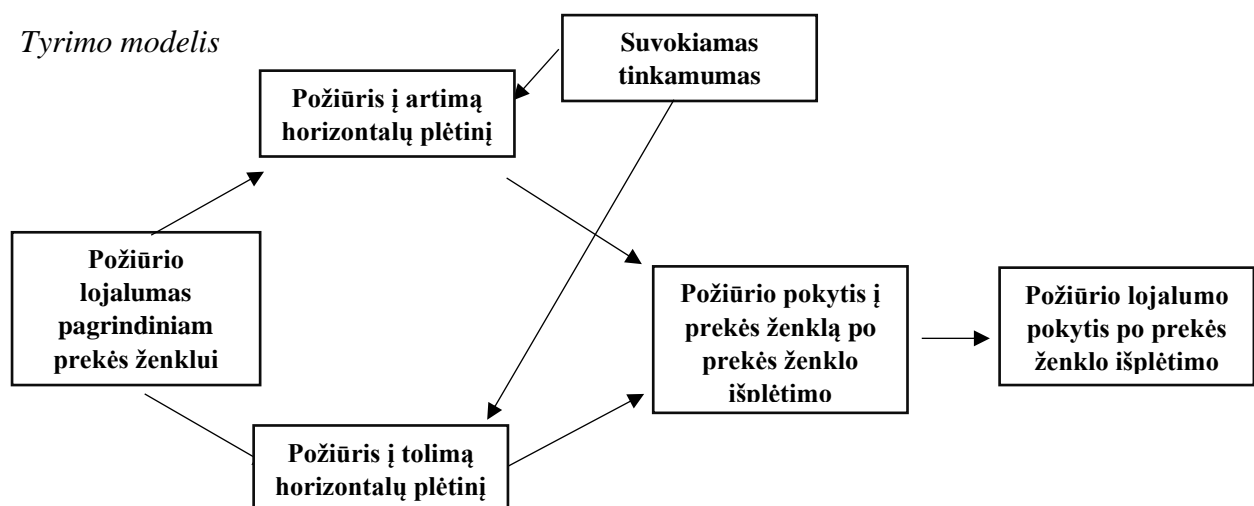 Tyrimo modelis
Suvokiamas
tinkamumas
Požiūris į artimą
horizontalų plėtinį
Požiūrio
lojalumas
pagrindiniam
prekės ženklui
Požiūrio pokytis į
prekės ženklą po
prekės ženklo
išplėtimo
Požiūrio lojalumo
pokytis po prekės
ženklo išplėtimo
Požiūris į tolimą
horizontalų plėtinį